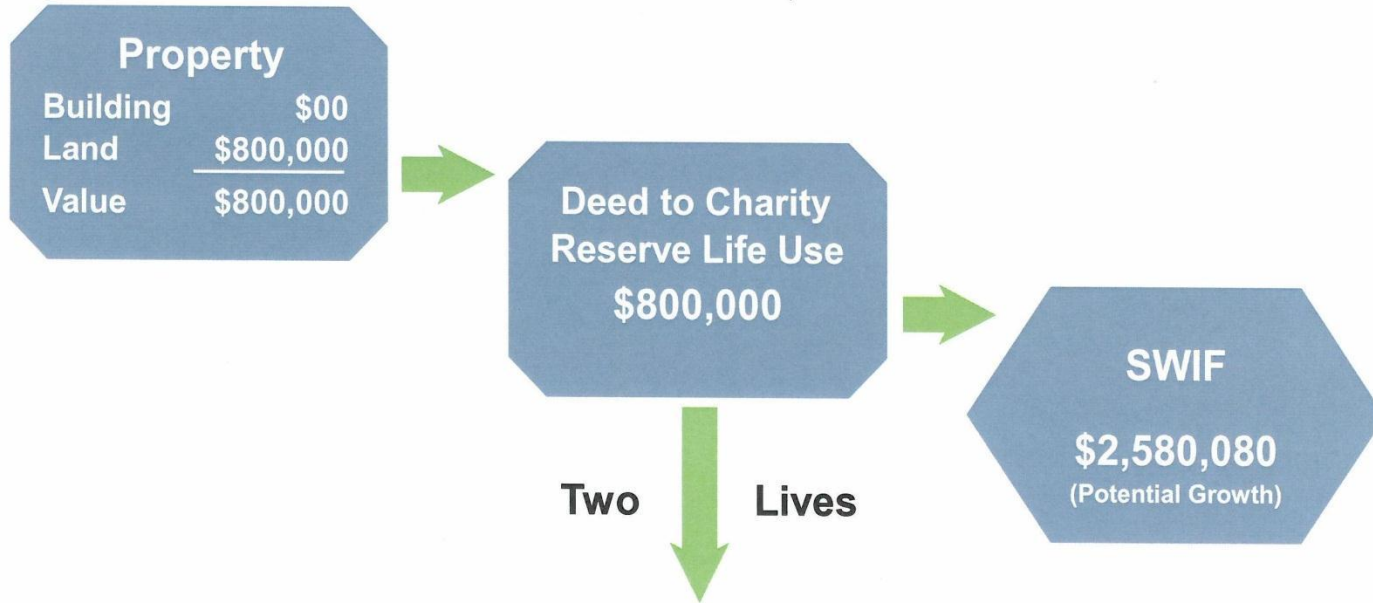 Property
Building $00
Land $800,000
Value $800,000
Deed to Charity
Reserve Life Use
$800,000
SWIF
$2,580,080
(Potential Growth)
Two Lives